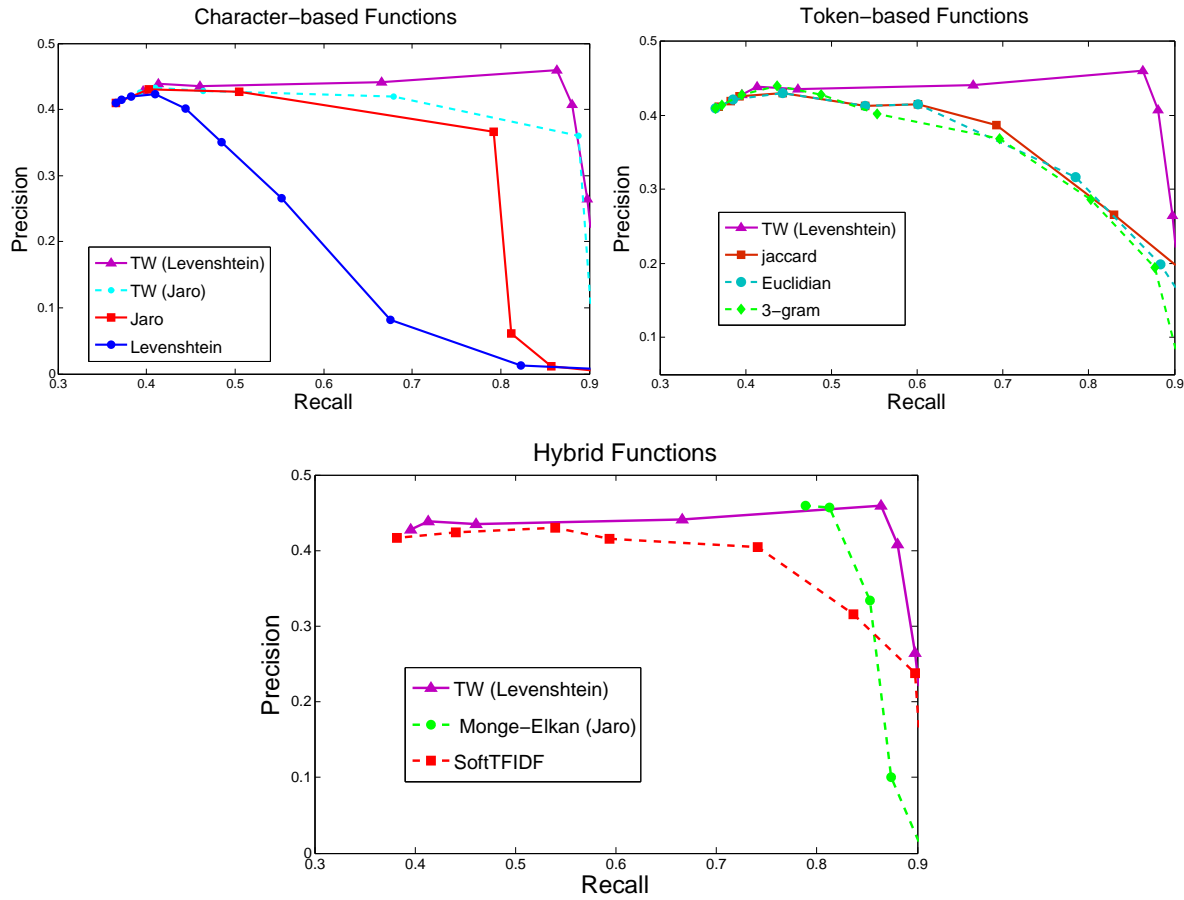 Character−based Functions
0.5
0.4
0.3
0.2
0.1
0
Precision
TW (Levenshtein)
TW (Jaro)
Jaro
Levenshtein
0.3 0.4 0.5 0.6 0.7 0.8 0.9
Recall
Token−based Functions
0.5
0.4
0.3
0.2
0.1
Precision
TW (Levenshtein)
jaccard
Euclidian
3−gram
0.3 0.4 0.5 0.6 0.7 0.8 0.9
Recall
Hybrid Functions
0.5
0.4
0.3
0.2
0.1
0
Precision
TW (Levenshtein)
Monge−Elkan (Jaro)
SoftTFIDF
0.3 0.4 0.5 0.6 0.7 0.8 0.9
Recall